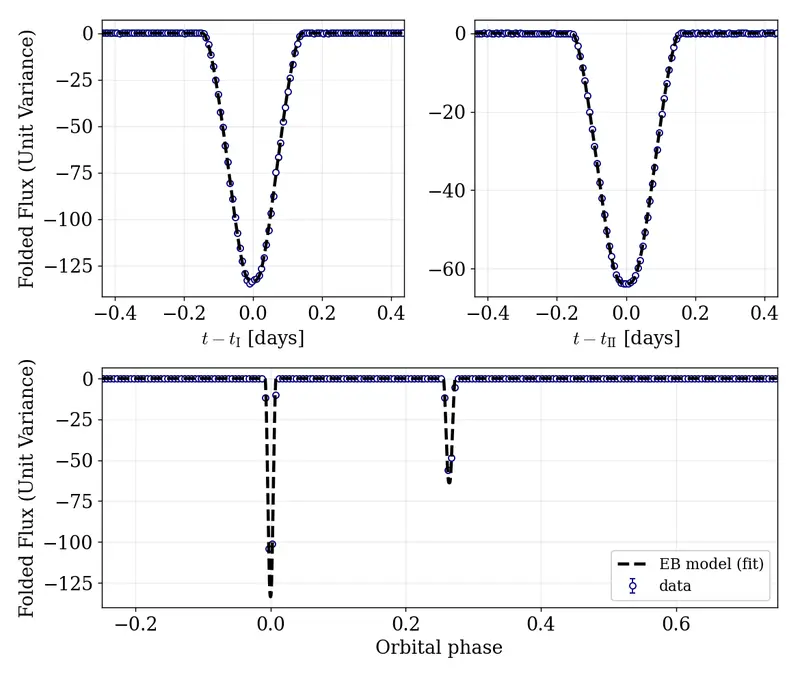 Folded Flux (Unit Variance)
0
−25
−50
−75
−100
−125
−0.4 −0.2 0.0 0.2 0.4
t − t_I [days]
0
−20
−40
−60
−0.4 −0.2 0.0 0.2 0.4
t − t_II [days]
Folded Flux (Unit Variance)
0
−25
−50
−75
−100
−125
EB model (fit)
data
−0.2 0.0 0.2 0.4 0.6
Orbital phase